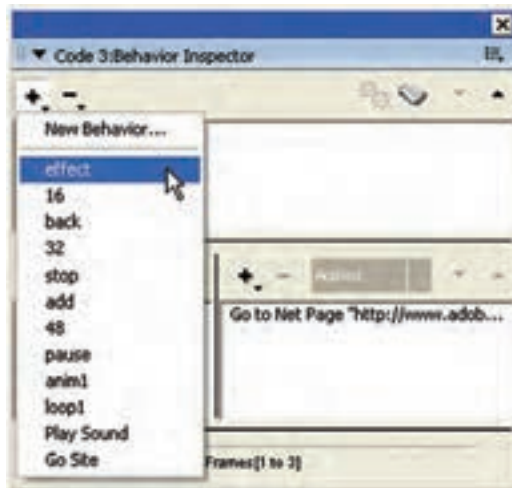 Code 3:Behavior Inspector
New Behavior...
effect
16
back
32
stop
add
48
pause
anim1
loop1
Play Sound
Go Site
Go to Net Page "http://www.adob...
Frames[1 to 3]